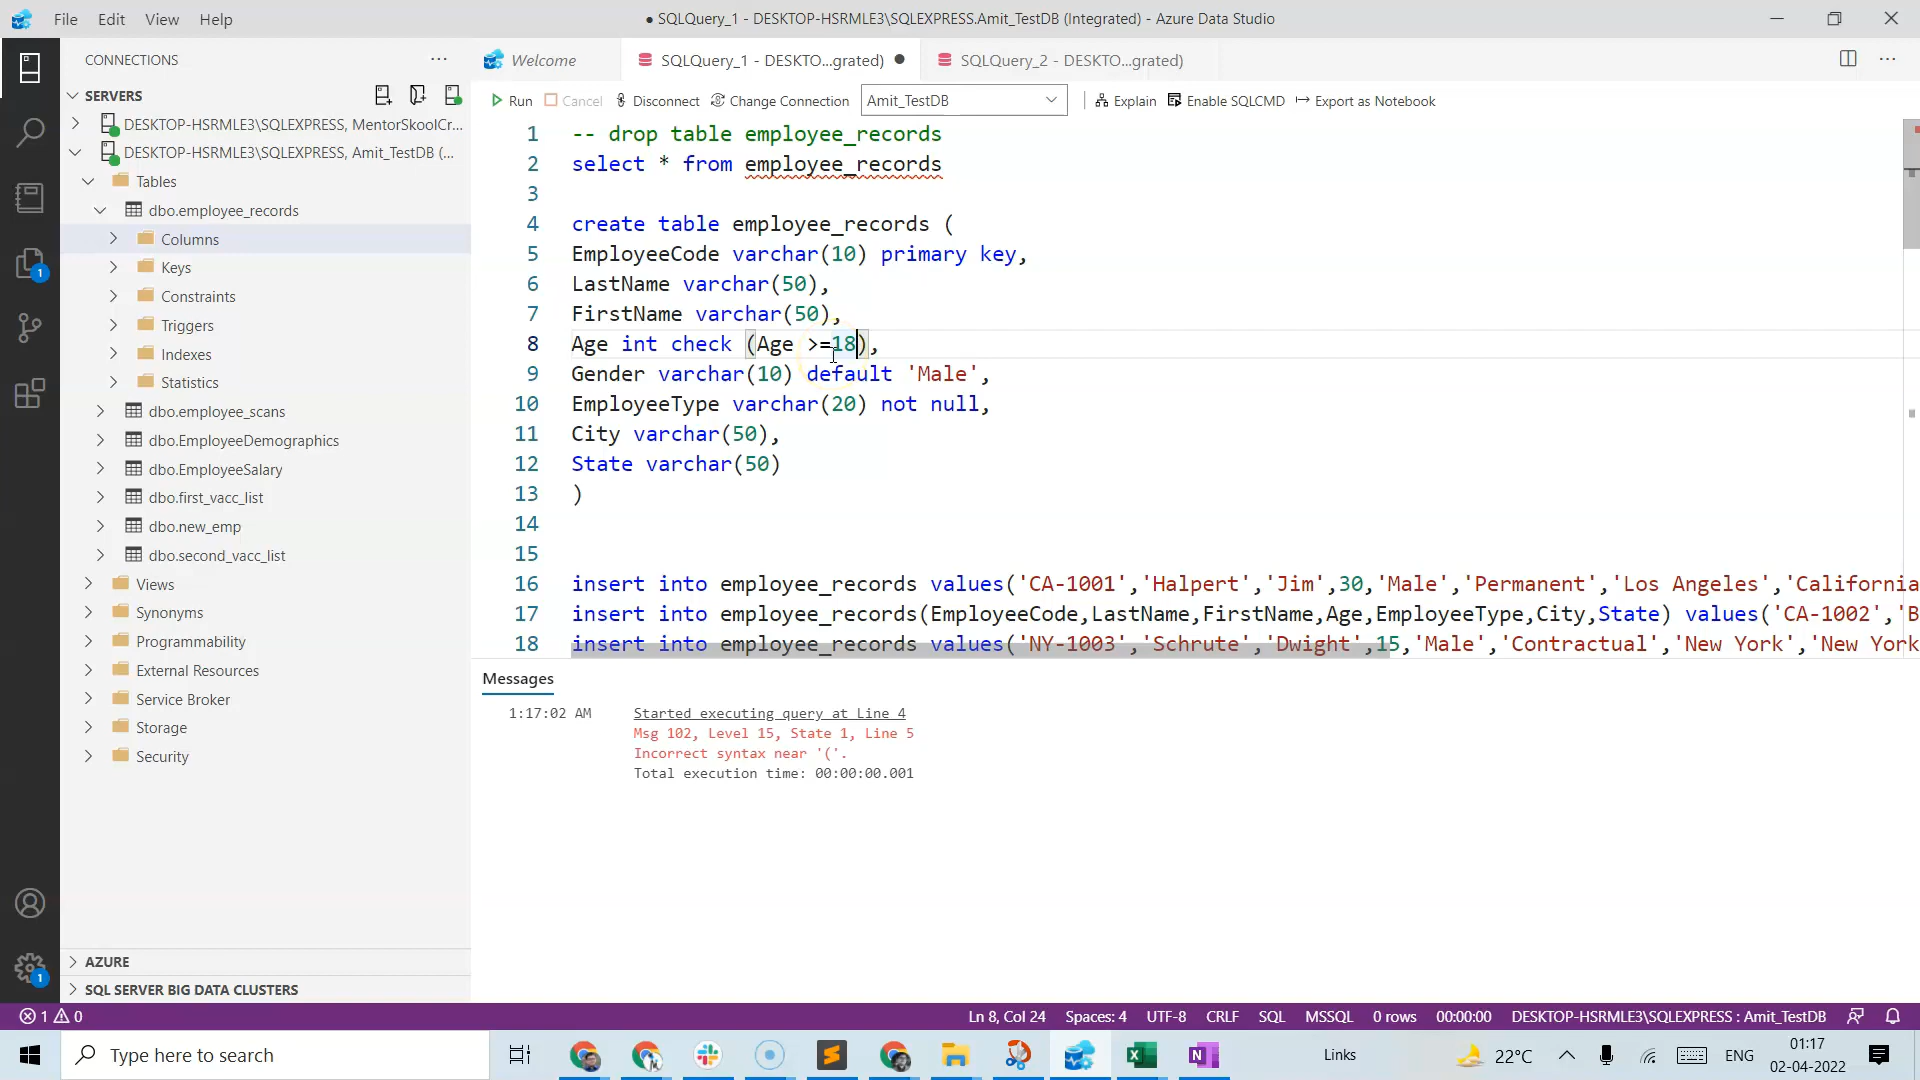 File Edit View Help
● SQLQuery_1 - DESKTOP-HSRMLE3\SQLEXPRESS.Amit_TestDB (Integrated) - Azure Data Studio
CONNECTIONS
Welcome
SQLQuery_1 - DESKTO...grated)
SQLQuery_2 - DESKTO...grated)
SERVERS
Run Cancel Disconnect Change Connection Amit_TestDB Explain Enable SQLCMD Export as Notebook
DESKTOP-HSRMLE3\SQLEXPRESS, MentorSkoolCr...
DESKTOP-HSRMLE3\SQLEXPRESS, Amit_TestDB (...
Tables
dbo.employee_records
Columns
Keys
Constraints
Triggers
Indexes
Statistics
dbo.employee_scans
dbo.EmployeeDemographics
dbo.EmployeeSalary
dbo.first_vacc_list
dbo.new_emp
dbo.second_vacc_list
Views
Synonyms
Programmability
External Resources
Service Broker
Storage
Security
AZURE
SQL SERVER BIG DATA CLUSTERS
1
1
1 -- drop table employee_records
2 select * from employee_records
3
4 create table employee_records (
5 EmployeeCode varchar(10) primary key,
6 LastName varchar(50),
7 FirstName varchar(50),
8 Age int check (Age >=18),
9 Gender varchar(10) default 'Male',
10 EmployeeType varchar(20) not null,
11 City varchar(50),
12 State varchar(50)
13 )
14
15
16 insert into employee_records values('CA-1001','Halpert','Jim',30,'Male','Permanent','Los Angeles','California
17 insert into employee_records(EmployeeCode,LastName,FirstName,Age,EmployeeType,City,State) values('CA-1002','B
18 insert into employee_records values('NY-1003','Schrute','Dwight',15,'Male','Contractual','New York','New York
Messages
1:17:02 AM Started executing query at Line 4
Msg 102, Level 15, State 1, Line 5
Incorrect syntax near '('.
Total execution time: 00:00:00.001
1 0
Ln 8, Col 24 Spaces: 4 UTF-8 CRLF SQL MSSQL 0 rows 00:00:00 DESKTOP-HSRMLE3\SQLEXPRESS : Amit_TestDB
Type here to search
Links
22°C
ENG
01:17
02-04-2022